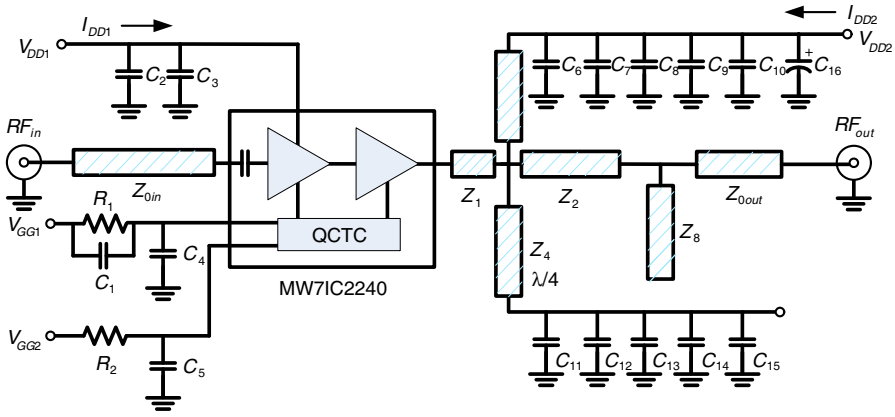 I_DD1
I_DD2
V_DD1
V_DD2
C_2
C_3
C_6
C_7
C_8
C_9
C_10
+
C_16
RF_in
RF_out
Z_0in
Z_1
Z_2
Z_0out
V_GG1
R_1
QCTC
Z_4
Z_8
C_1
C_4
MW7IC2240
λ/4
V_GG2
R_2
C_5
C_11
C_12
C_13
C_14
C_15